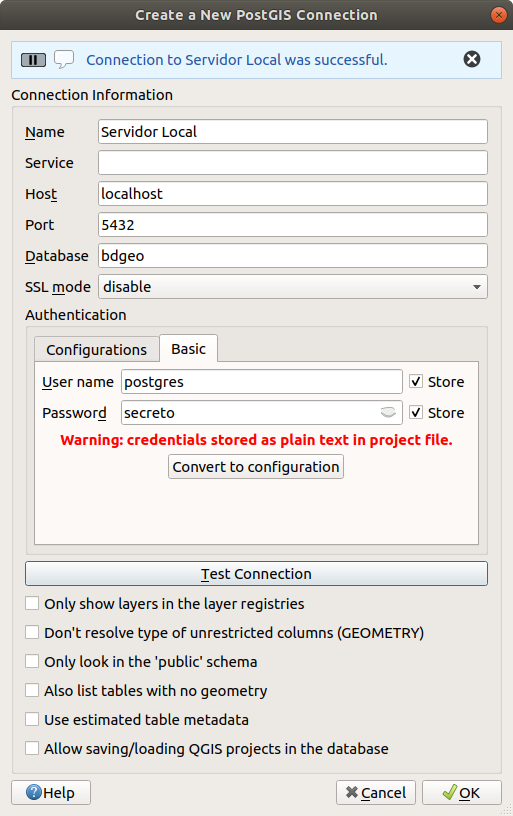 Create a New PostGIS Connection
Connection to Servidor Local was successful.
Connection Information
Name Servidor Local
Service
Host localhost
Port 5432
Database bdgeo
SSL mode disable
Authentication
Configurations Basic
User name postgres Store
Password secreto Store
Warning: credentials stored as plain text in project file.
Convert to configuration
Test Connection
Only show layers in the layer registries
Don't resolve type of unrestricted columns (GEOMETRY)
Only look in the 'public' schema
Also list tables with no geometry
Use estimated table metadata
Allow saving/loading QGIS projects in the database
Help Cancel OK